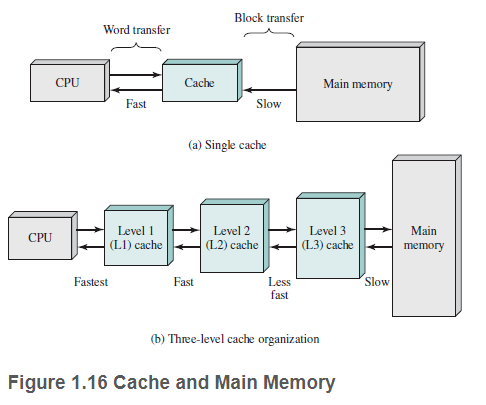 Block transfer
Word transfer
CPU
Cache
Main memory
Fast
Slow
(a) Single cache
CPU
Level 1
(L1) cache
Level 2
(L2) cache
Level 3
(L3) cache
Main
memory
Fastest
Fast
Less
fast
Slow
(b) Three-level cache organization
Figure 1.16 Cache and Main Memory